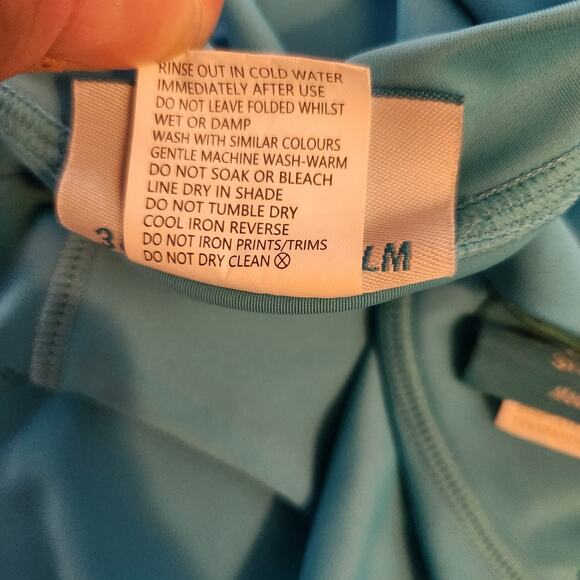 RINSE OUT IN COLD WATER
IMMEDIATELY AFTER USE
DO NOT LEAVE FOLDED WHILST
WET OR DAMP
WASH WITH SIMILAR COLOURS
GENTLE MACHINE WASH-WARM
DO NOT SOAK OR BLEACH
LINE DRY IN SHADE
DO NOT TUMBLE DRY
COOL IRON REVERSE
DO NOT IRON PRINTS/TRIMS
DO NOT DRY CLEAN
LM